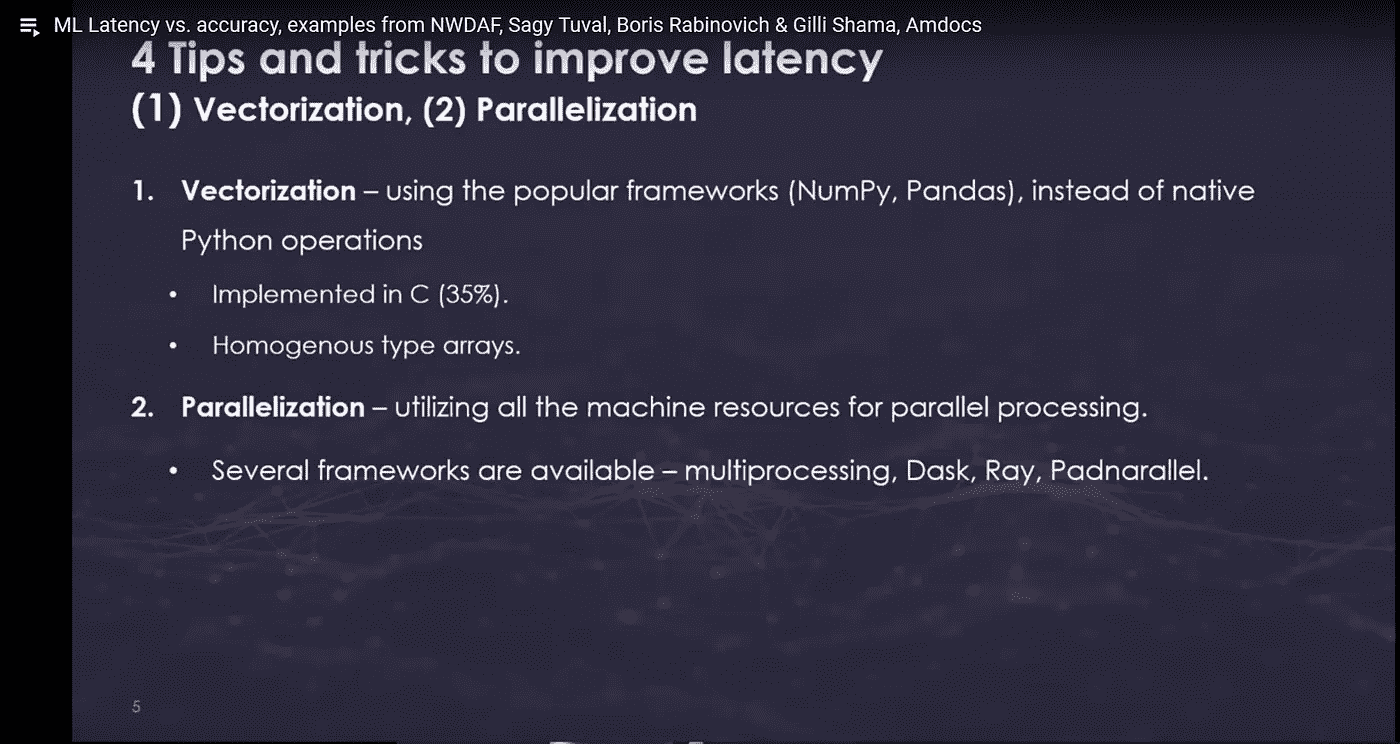 ML Latency vs. accuracy, examples from NWDAF, Sagy Tuval, Boris Rabinovich & Gilli Shama, Amdocs
4 Tips and tricks to improve latency
(1) Vectorization, (2) Parallelization
1. Vectorization – using the popular frameworks (NumPy, Pandas), instead of native
Python operations
• Implemented in C (35%).
• Homogenous type arrays.
2. Parallelization – utilizing all the machine resources for parallel processing.
• Several frameworks are available – multiprocessing, Dask, Ray, Padnarallel.
5